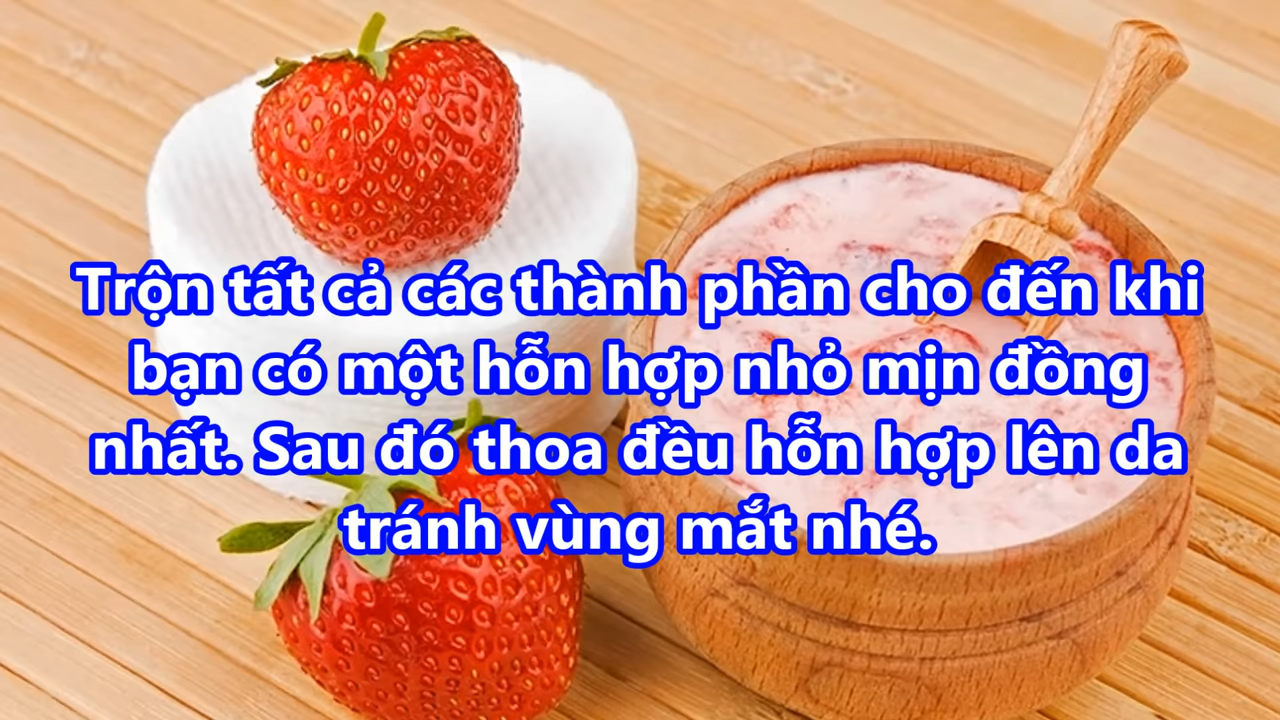 Trộn tất cả các thành phần cho đến khi
bạn có một hỗn hợp nhỏ mịn đồng
nhất. Sau đó thoa đều hỗn hợp lên da
tránh vùng mắt nhé.